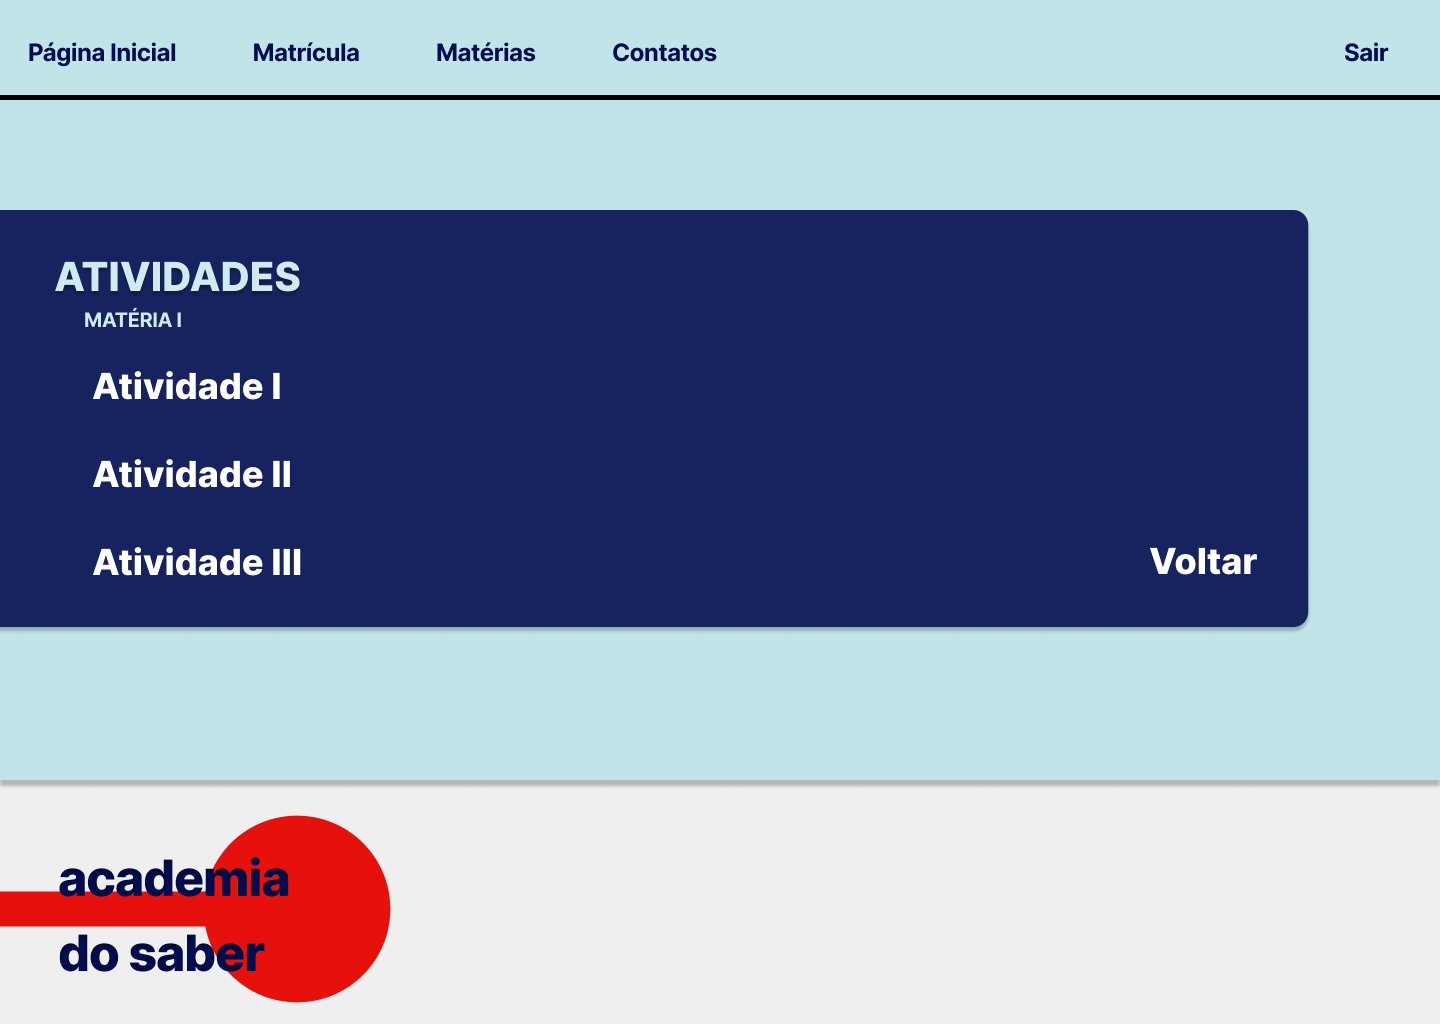 Página Inicial Matrícula Matérias Contatos Sair
ATIVIDADES
MATÉRIA I
Atividade I
Atividade II
Atividade III
Voltar
academia
do saber